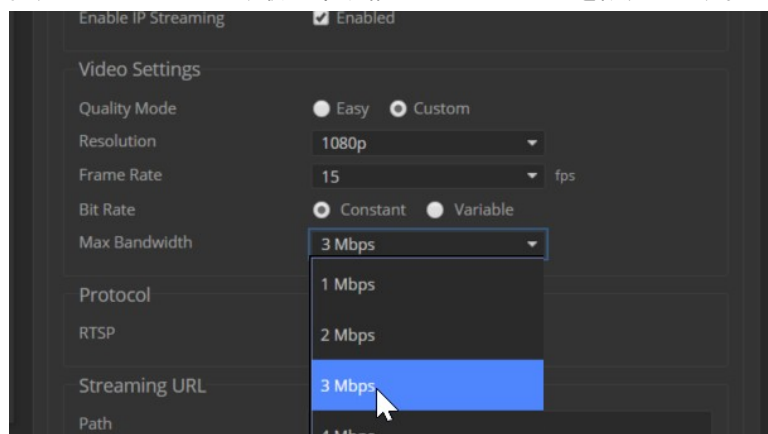 Enable IP Streaming Enabled
Video Settings
Quality Mode Easy Custom
Resolution 1080p
Frame Rate 15 fps
Bit Rate Constant Variable
Max Bandwidth 3 Mbps
1 Mbps
Protocol
RTSP
2 Mbps
Streaming URL
3 Mbps
Path